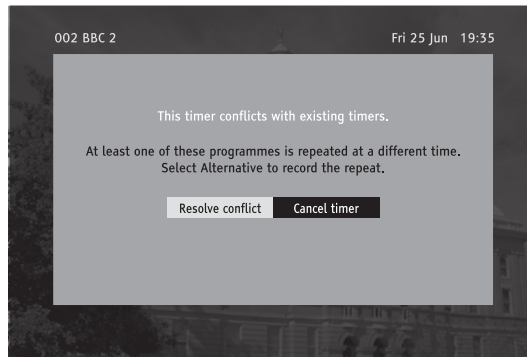 002 BBC 2
Fri 25 Jun 19:35
This timer conflicts with existing timers.
At least one of these programmes is repeated at a different time.
Select Alternative to record the repeat.
Resolve conflict
Cancel timer